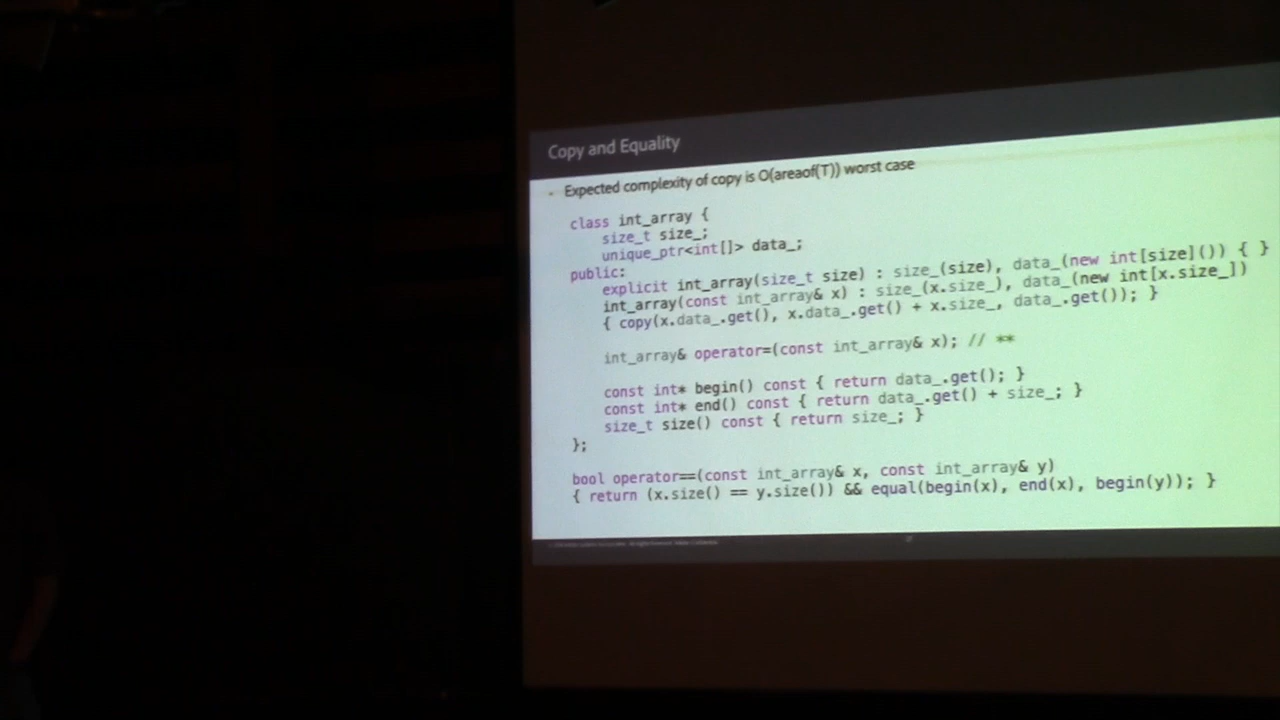 Copy and Equality
- Expected complexity of copy is O(areaof(T)) worst case
class int_array {
size_t size_;
unique_ptr<int[]> data_;
public:
explicit int_array(size_t size) : size_(size), data_(new int[size]()) { }
int_array(const int_array& x) : size_(x.size_), data_(new int[x.size_])
{ copy(x.data_.get(), x.data_.get() + x.size_, data_.get()); }
int_array& operator=(const int_array& x); // **
const int* begin() const { return data_.get(); }
const int* end() const { return data_.get() + size_; }
size_t size() const { return size_; }
};
bool operator==(const int_array& x, const int_array& y)
{ return (x.size() == y.size()) && equal(begin(x), end(x), begin(y)); }